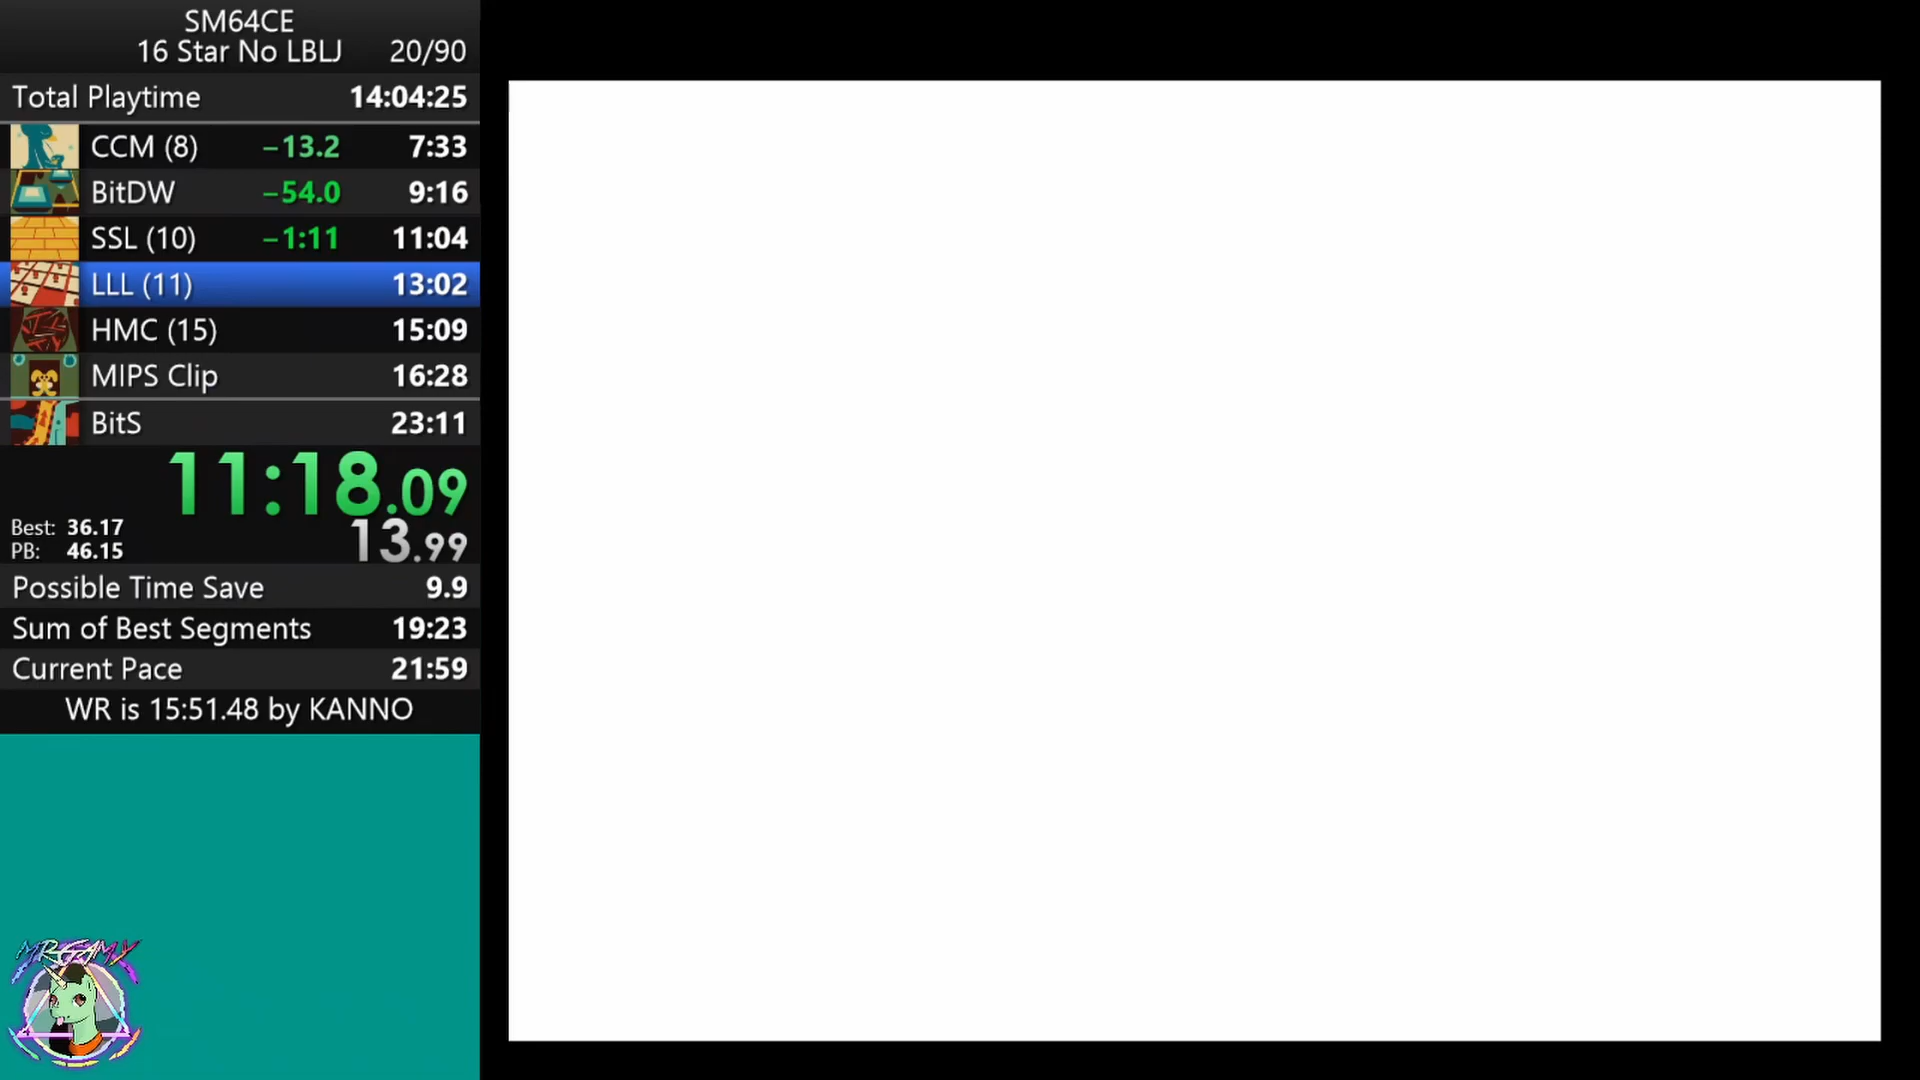 SM64CE
16 Star No LBLJ 20/90
Total Playtime 14:04:25
CCM (8) −13.2 7:33
BitDW −54.0 9:16
SSL (10) −1:11 11:04
LLL (11) 13:02
HMC (15) 15:09
MIPS Clip 16:28
BitS 23:11
11:18.09
Best: 36.17
PB: 46.15
13.99
Possible Time Save 9.9
Sum of Best Segments 19:23
Current Pace 21:59
WR is 15:51.48 by KANNO
MRGAMY